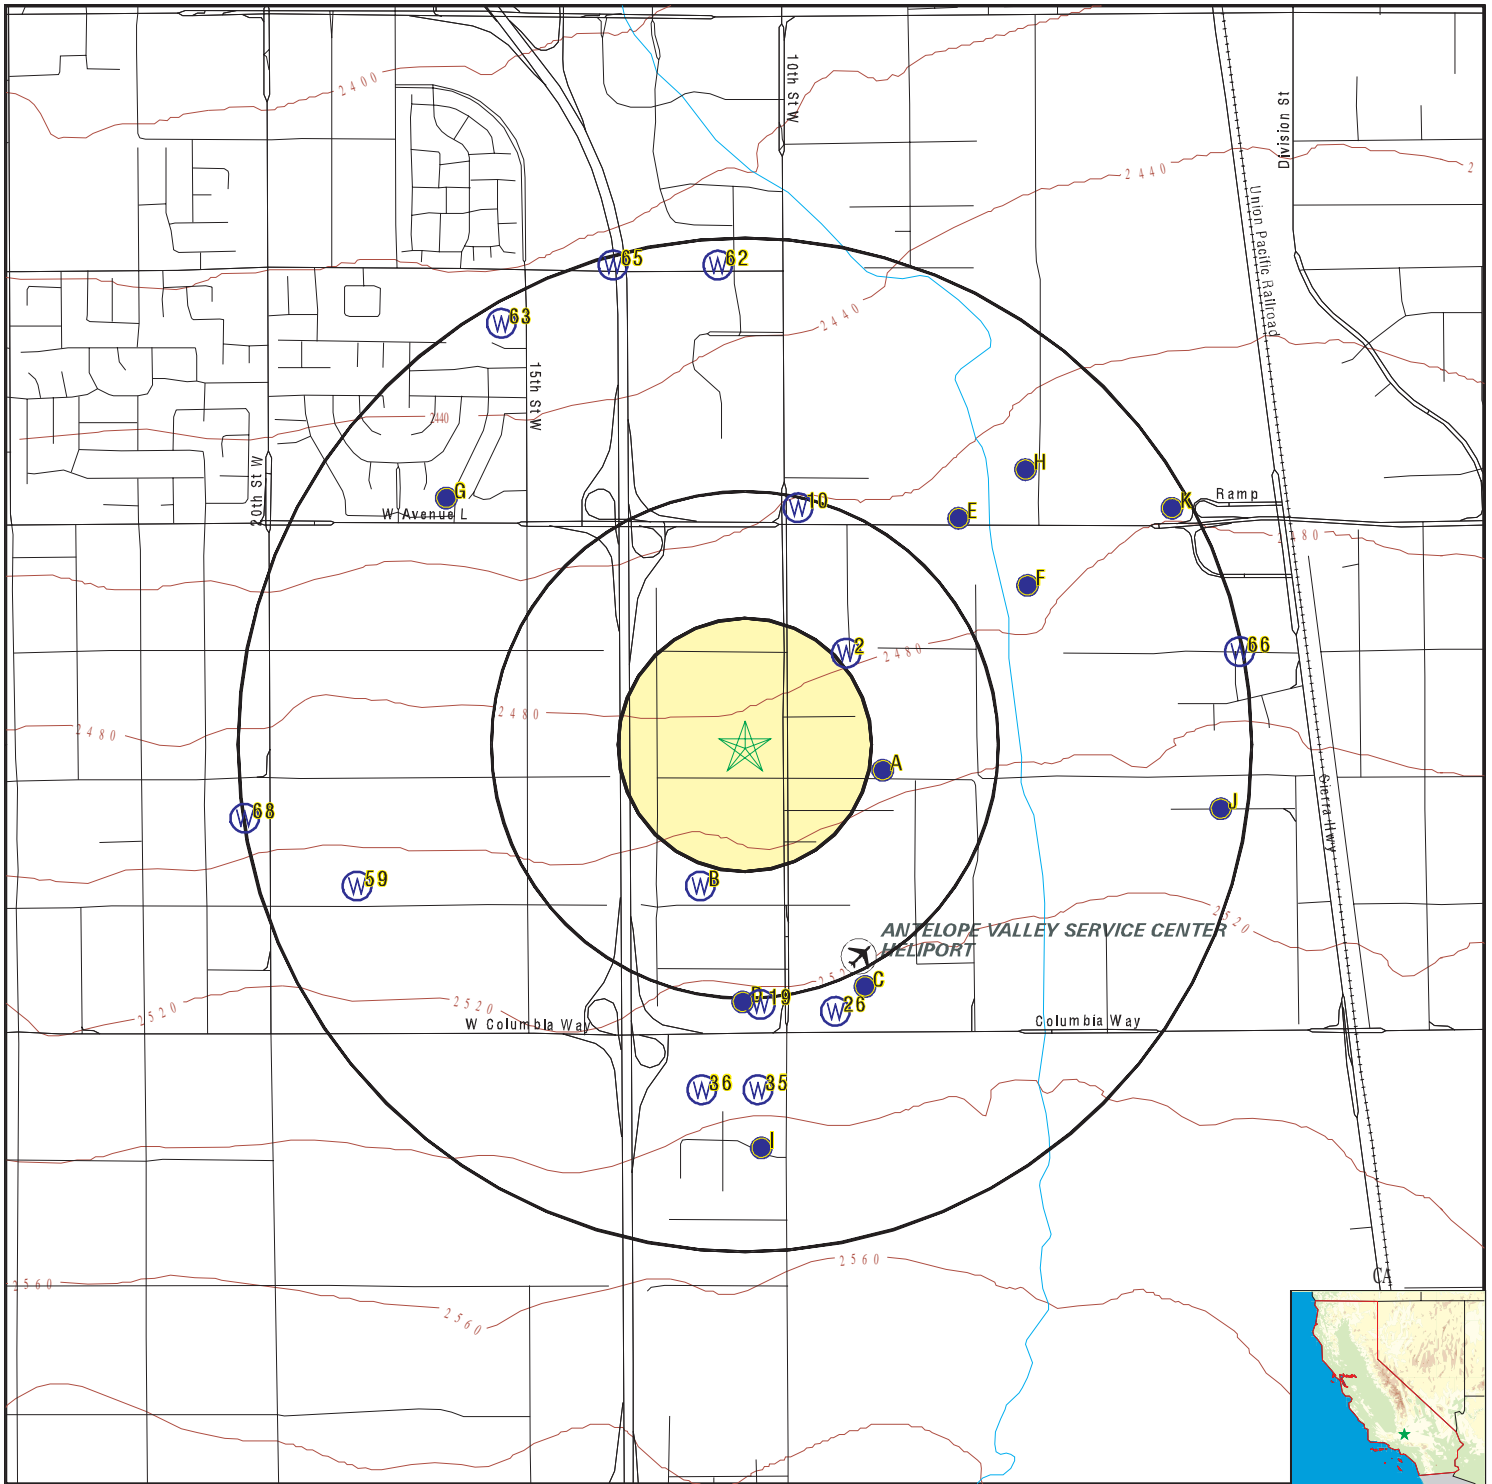 2400
10th St W
Division St
2440
2
Union Pacific Railroad
W 65
W 62
2440
W 63
15th St W
2440
20th St W
G
W Avenue L
W 10
H
E
K
Ramp
2480
F
W 2
2480
W 66
2480
2480
A
W 68
J
Sierra Hwy
W 59
W B
2520
ANTELOPE VALLEY SERVICE CENTER
HELIPORT
C
W 19
W 26
2520
2520
W Columbia Way
Columbia Way
W 36
W 35
I
2560
2560
2560
CA